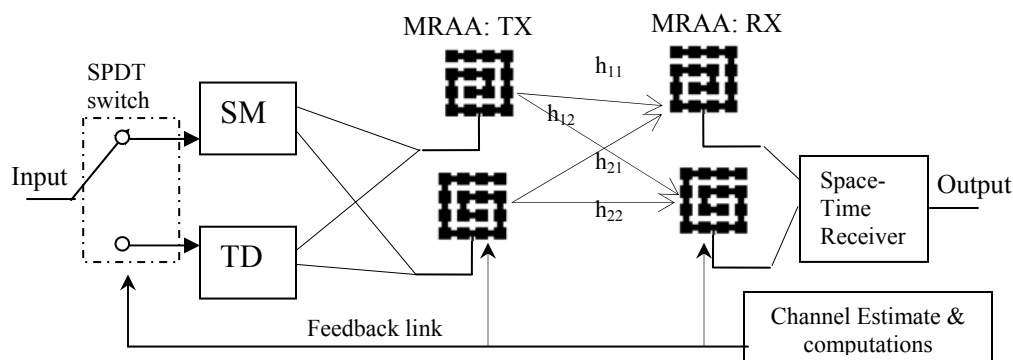 MRAA: TX
MRAA: RX
SPDT
switch
SM
TD
Input
h11
h12
h21
h22
Space-
Time
Receiver
Output
Feedback link
Channel Estimate &
computations